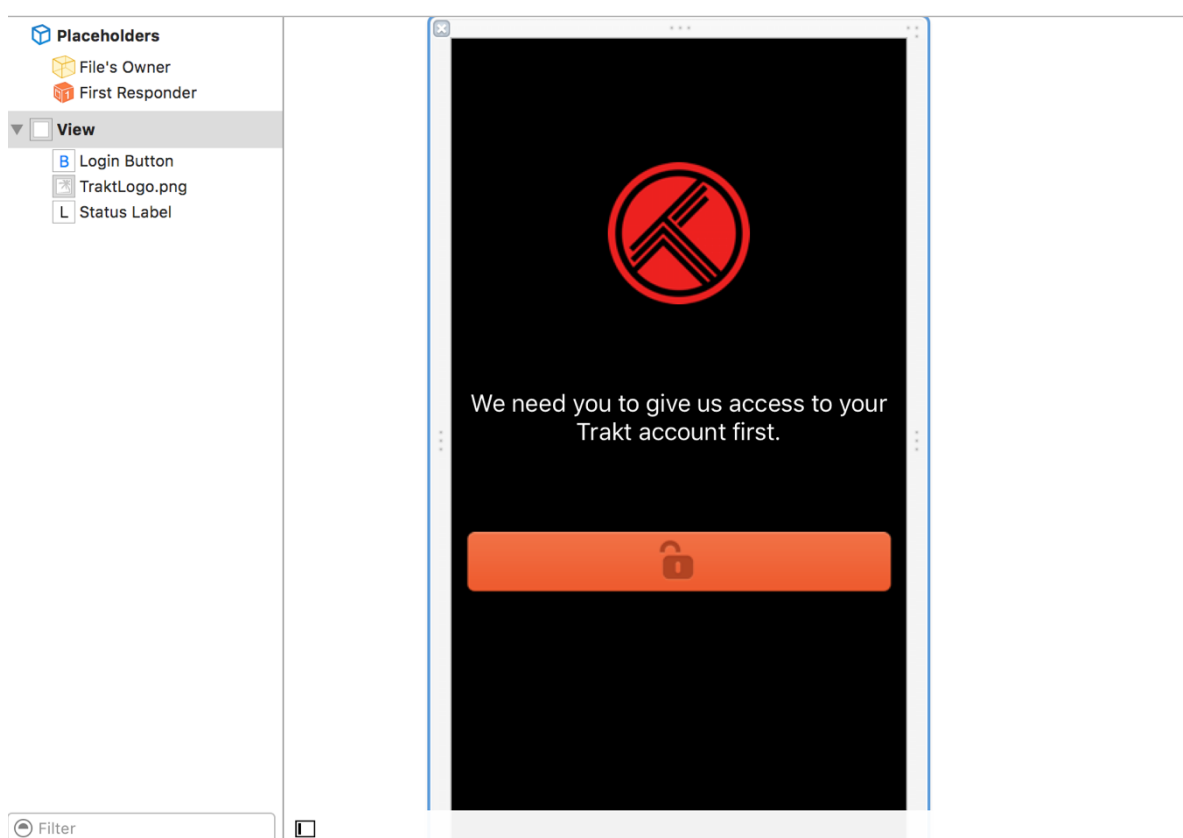 Placeholders
File's Owner
First Responder
View
B Login Button
TraktLogo.png
L Status Label
Filter
We need you to give us access to your
Trakt account first.